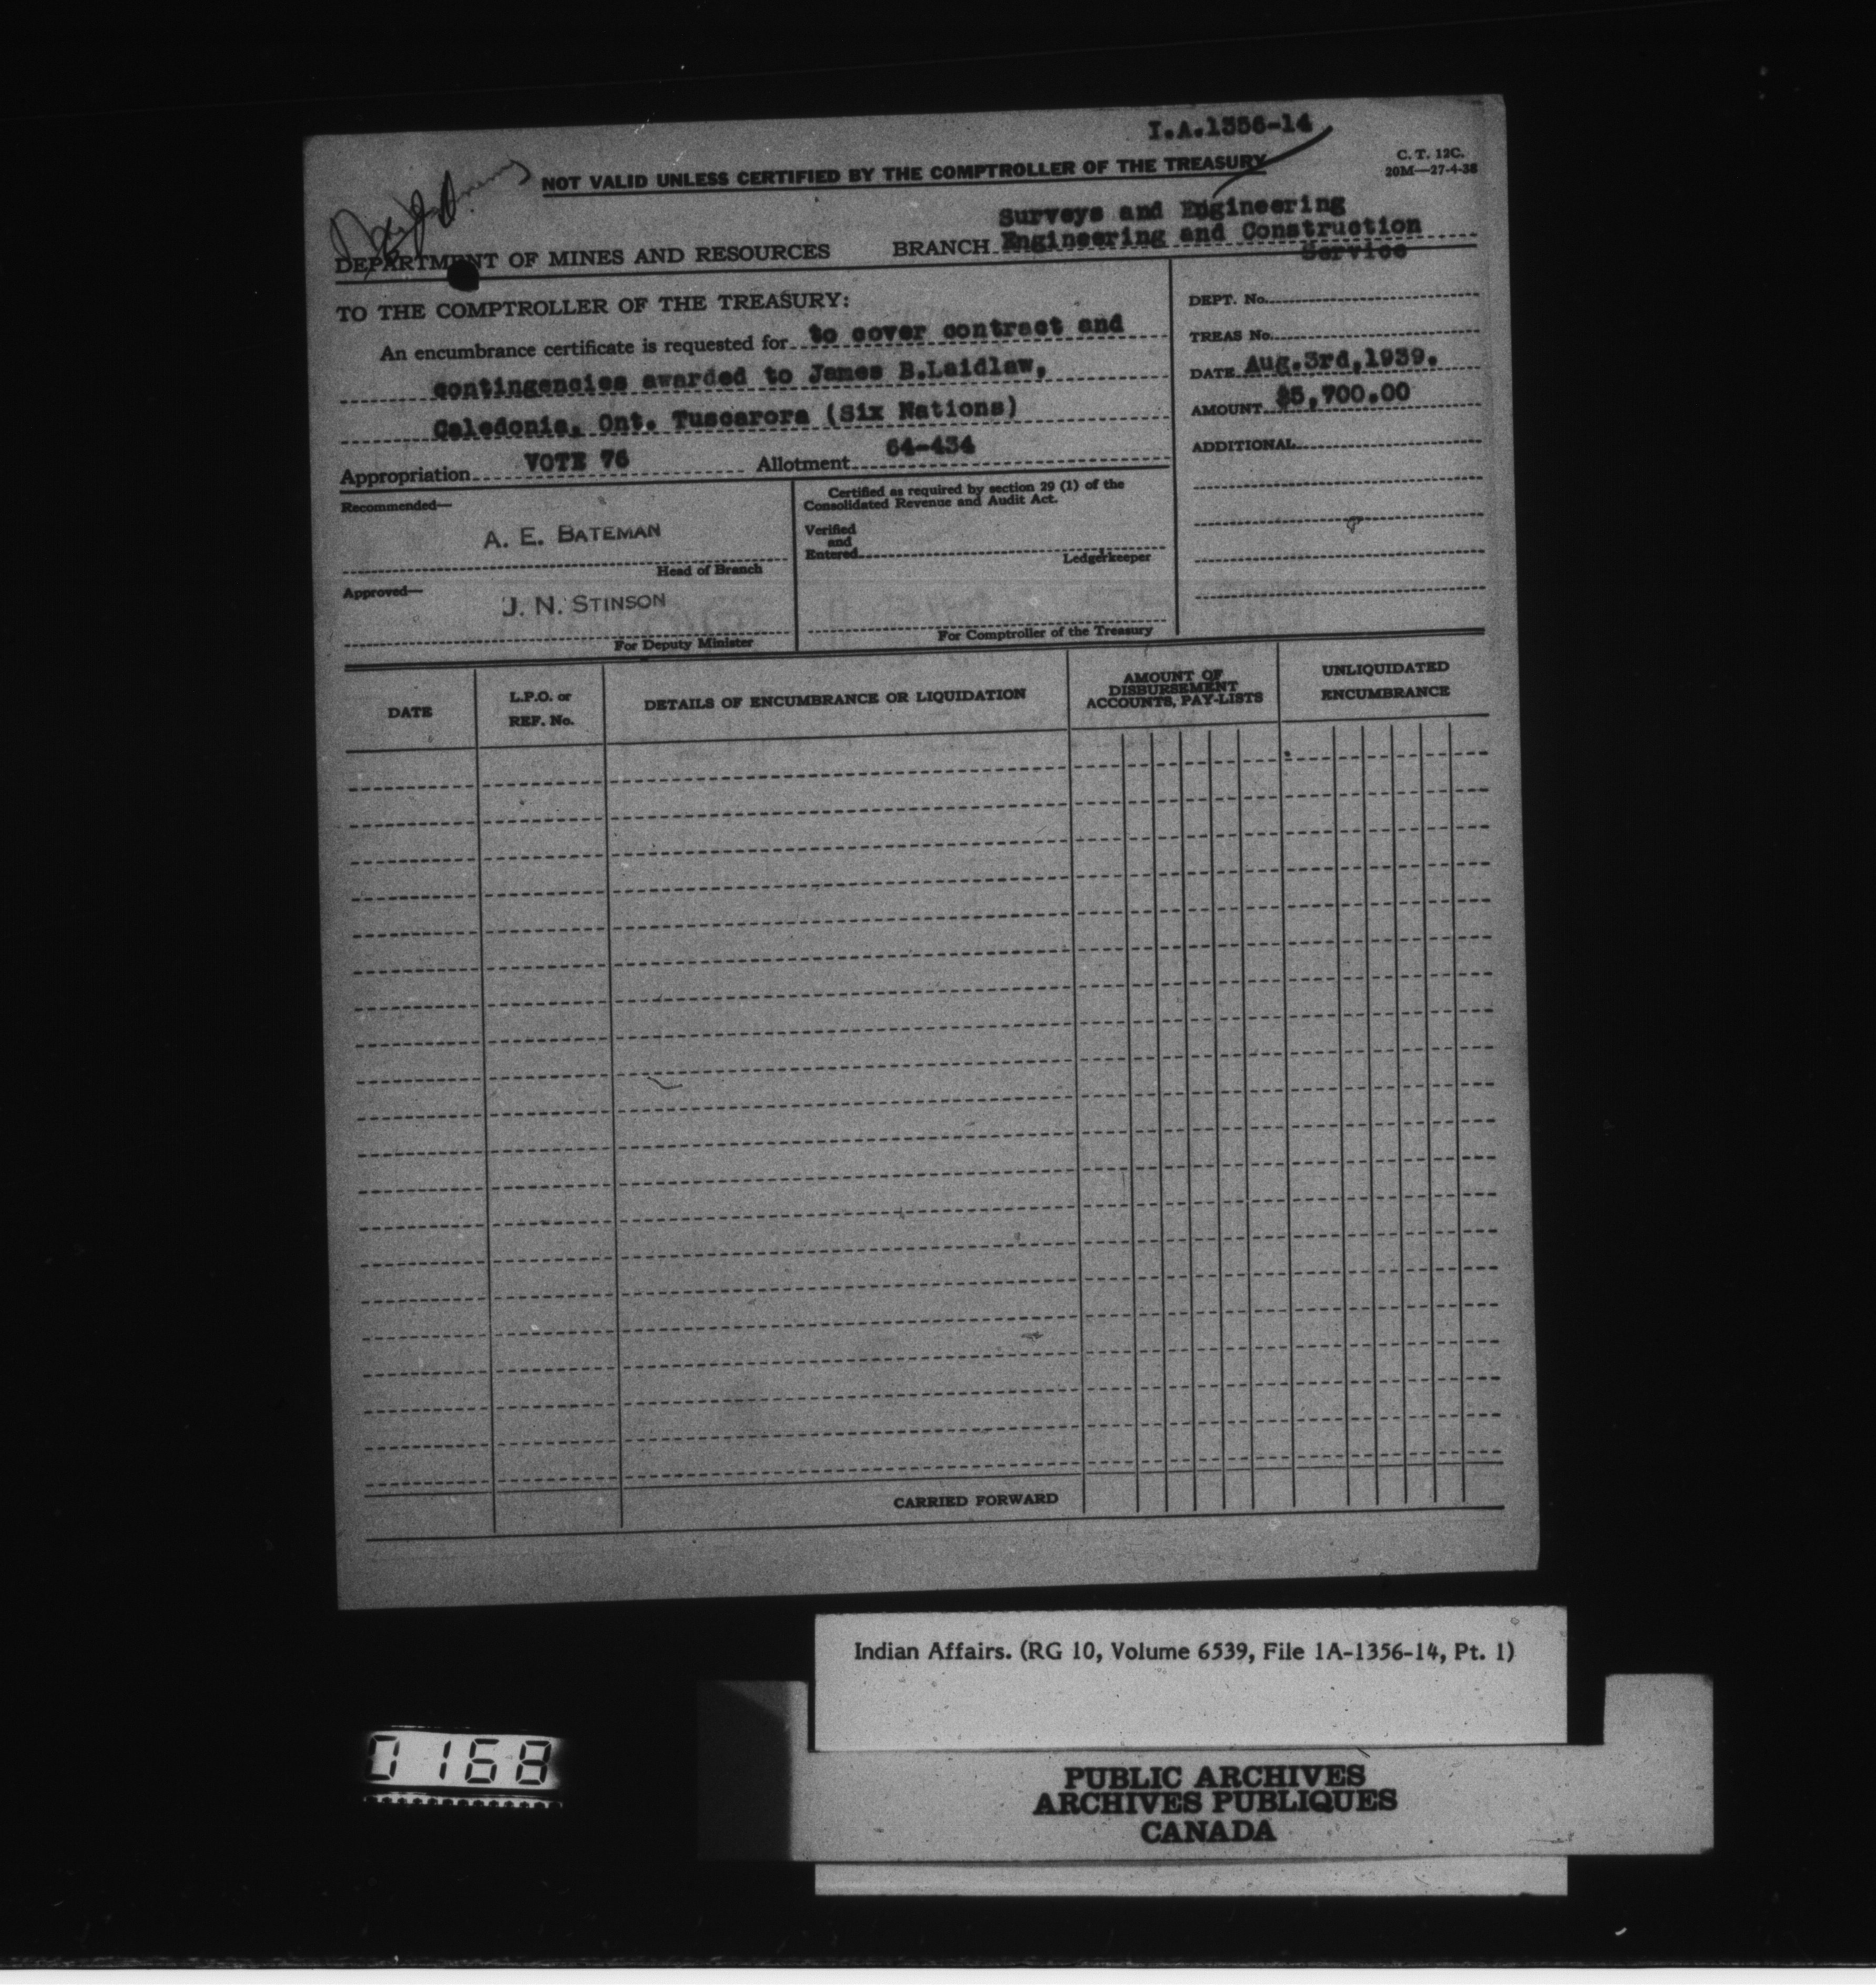 I.A.1356-14
NOT VALID UNLESS CERTIFIED BY THE COMPTROLLER OF THE TREASURY
C. T. 12C.
20M—27-4-38
Surveys and Engineering
DEPARTMENT OF MINES AND RESOURCES BRANCH Engineering and Construction
Service
TO THE COMPTROLLER OF THE TREASURY:
An encumbrance certificate is requested for to cover contract and
contingencies awarded to James B.Laidlaw,
Caledonia, Ont. Tuscarora (Six Nations)
Appropriation VOTE 76 Allotment 64-434
DEPT. No.
TREAS No.
DATE Aug.3rd,1939.
AMOUNT $5,700.00
ADDITIONAL
Recommended—
A. E. BATEMAN
Head of Branch
Approved—
J. N. STINSON
For Deputy Minister
Certified as required by section 29 (1) of the
Consolidated Revenue and Audit Act.
Verified
and
Entered Ledgerkeeper
For Comptroller of the Treasury
DATE
L.P.O. or
REF. No.
DETAILS OF ENCUMBRANCE OR LIQUIDATION
AMOUNT OF
DISBURSEMENT
ACCOUNTS, PAY-LISTS
UNLIQUIDATED
ENCUMBRANCE
CARRIED FORWARD
Indian Affairs. (RG 10, Volume 6539, File 1A-1356-14, Pt. 1)
0168
PUBLIC ARCHIVES
ARCHIVES PUBLIQUES
CANADA